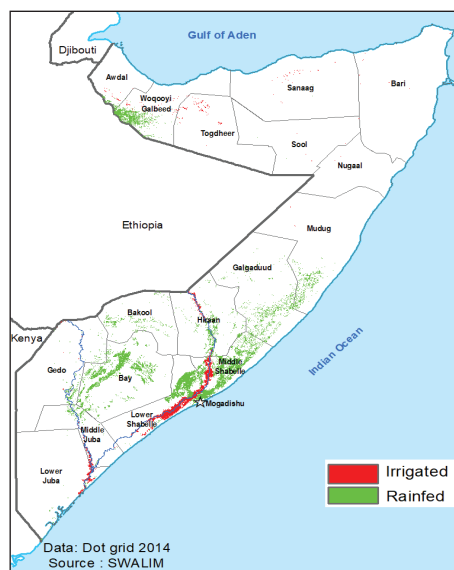 Gulf of Aden
Djibouti
Awdal
Sanaag
Bari
Woqooyi
Galbeed
Togdheer
Sool
Nugaal
Ethiopia
Mudug
Galgaduud
Bakool
Hiraan
Indian Ocean
Kenya
Gedo
Bay
Middle
Shabelle
Mogadishu
Lower
Shabelle
Middle
Juba
Lower
Juba
Irrigated
Rainfed
Data: Dot grid 2014
Source : SWALIM